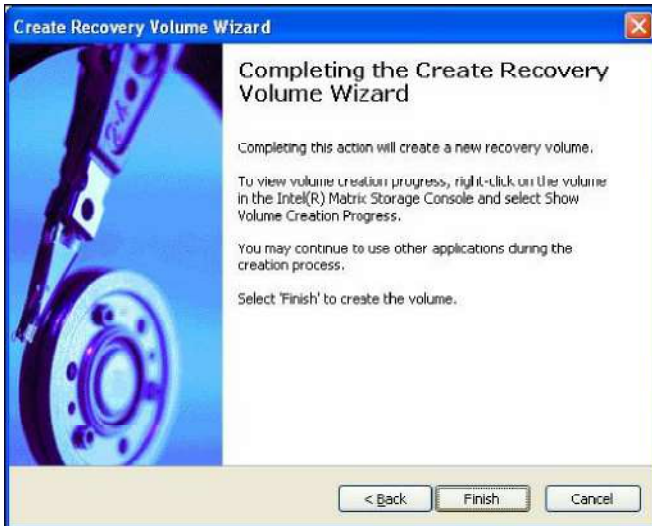 Create Recovery Volume Wizard
Completing the Create Recovery
Volume Wizard
Completing this action will create a new recovery volume.
To view volume creation progress, right-click on the volume
in the Intel(R) Matrix Storage Console and select Show
Volume Creation Progress.
You may continue to use other applications during the
creation process.
Select 'Finish' to create the volume.
< Back
Finish
Cancel